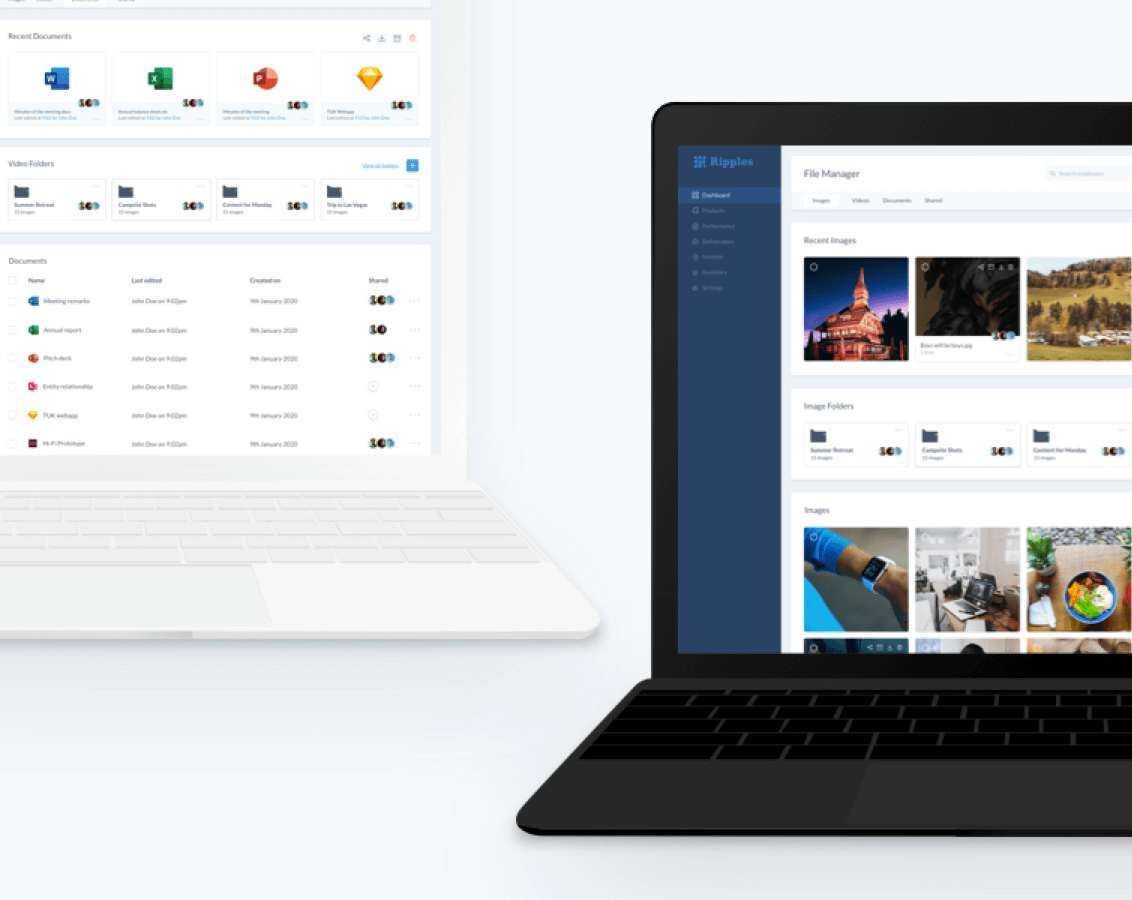 Recent Documents
Minutes of the meeting.docx
Last edited at 9:02 by John Doe
Annual balance sheet.xls
Last edited at 9:02 by John Doe
Minutes of the meeting
Last edited at 9:02 by John Doe
TUK Webapp
Last edited at 9:02 by John Doe
Video Folders
View all folders
Summer Retreat
15 images
Campsite Shots
15 images
Content for Monday
15 images
Trip to Las Vegas
15 images
Documents
Name Last edited Created on Shared
Meeting remarks John Doe on 9:02pm 9th January 2020
Annual report John Doe on 9:02pm 9th January 2020
Pitch deck John Doe on 9:02pm 9th January 2020
Entity relationship John Doe on 9:02pm 9th January 2020
TUK webapp John Doe on 9:02pm 9th January 2020
Hi-Fi Prototype John Doe on 9:02pm 9th January 2020
Ripples
Dashboard
Products
Performance
Deliverables
Invoices
Inventory
Settings
File Manager
Search employees
Images Videos Documents Shared
Recent Images
Boys will be boys.jpg
Image Folders
Summer Retreat
15 images
Campsite Shots
15 images
Content for Monday
15 images
Images